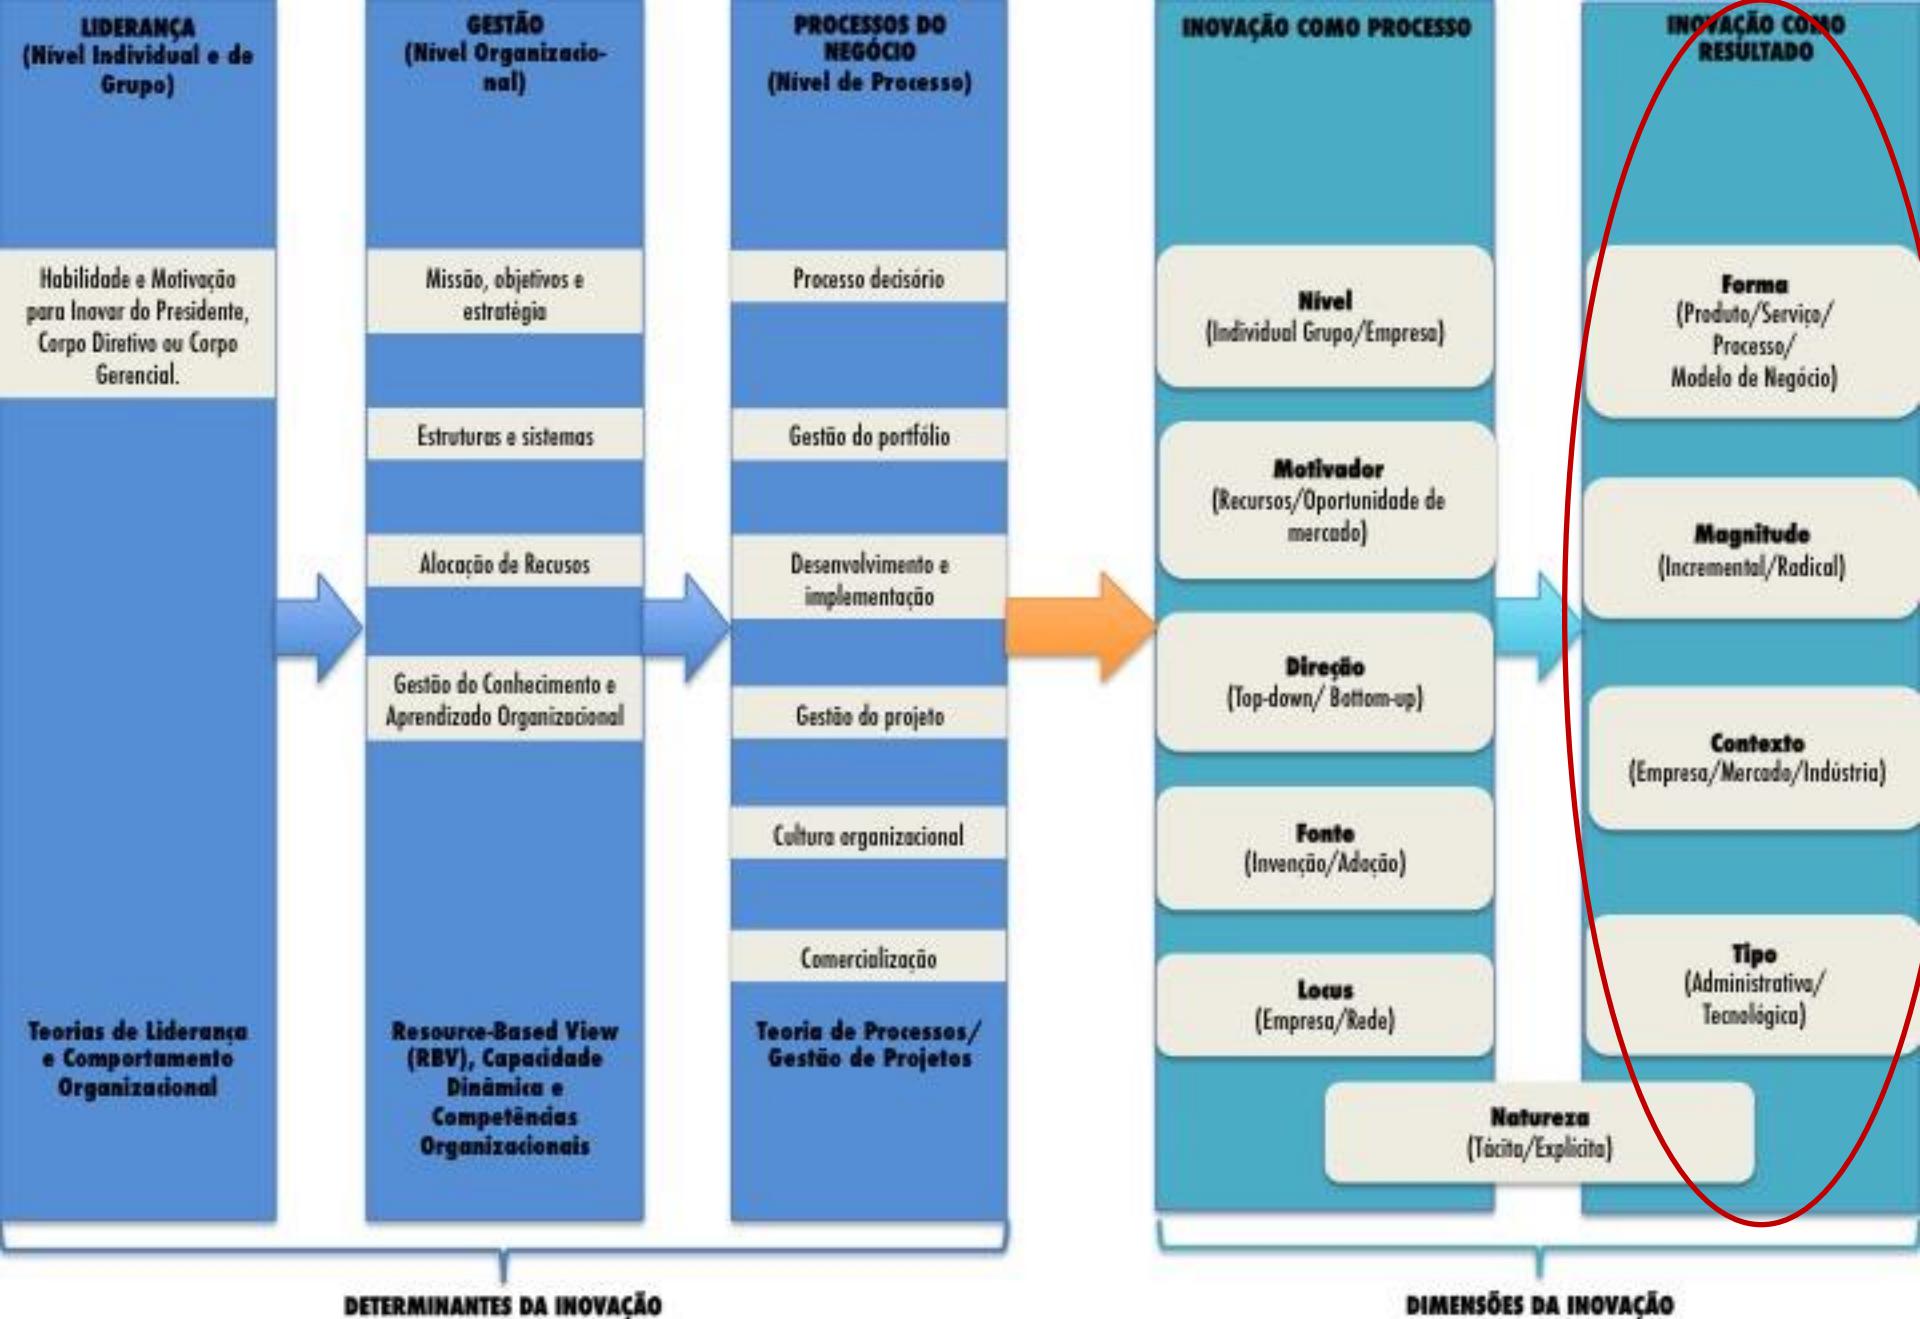 LIDERANÇA
(Nível Individual e de
Grupo)
Habilidade e Motivação
para Inovar do Presidente,
Corpo Diretivo ou Corpo
Gerencial.
Teorias de Liderança
e Comportamento
Organizacional
GESTÃO
(Nível Organizacio-
nal)
Missão, objetivos e
estratégia
Estruturas e sistemas
Alocação de Recusos
Gestão do Conhecimento e
Aprendizado Organizacional
Resource-Based View
(RBV), Capacidade
Dinâmica e
Competências
Organizacionais
PROCESSOS DO
NEGÓCIO
(Nível de Processo)
Processo decisório
Gestão do portfólio
Desenvolvimento e
implementação
Gestão do projeto
Cultura organizacional
Comercialização
Teoria de Processos/
Gestão de Projetos
DETERMINANTES DA INOVAÇÃO
INOVAÇÃO COMO PROCESSO
Nível
(Individual Grupo/Empresa)
Motivador
(Recursos/Oportunidade de
mercado)
Direção
(Top-down/ Bottom-up)
Fonte
(Invenção/Adoção)
Locus
(Empresa/Rede)
INOVAÇÃO COMO
RESULTADO
Forma
(Produto/Serviço/
Processo/
Modelo de Negócio)
Magnitude
(Incremental/Radical)
Contexto
(Empresa/Mercado/Indústria)
Tipo
(Administrativa/
Tecnológica)
Natureza
(Tácita/Explícita)
DIMENSÕES DA INOVAÇÃO